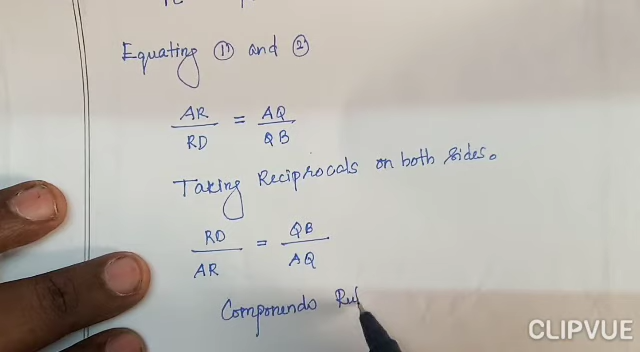 Equating ① and ②
AR/RD = AQ/QB
Taking Reciprocals on both sides.
RD/AR = QB/AQ
Componendo Rul
CLIPVUE